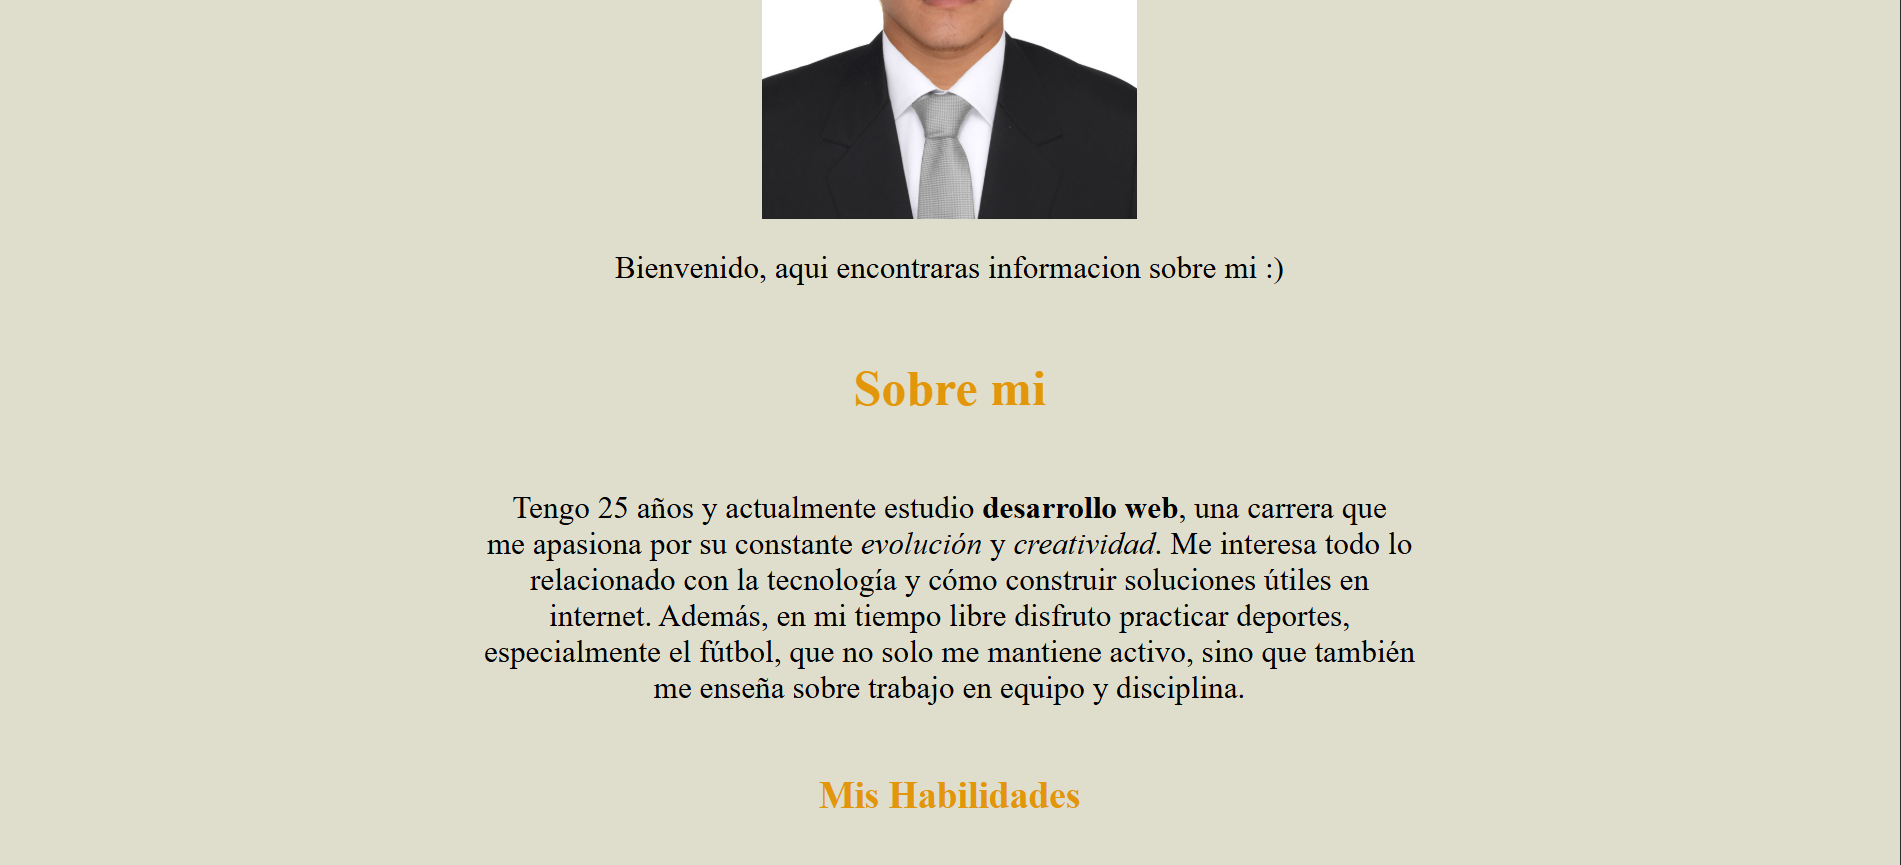 Bienvenido, aqui encontraras informacion sobre mi :)
Sobre mi
Tengo 25 años y actualmente estudio desarrollo web, una carrera que
me apasiona por su constante evolución y creatividad. Me interesa todo lo
relacionado con la tecnología y cómo construir soluciones útiles en
internet. Además, en mi tiempo libre disfruto practicar deportes,
especialmente el fútbol, que no solo me mantiene activo, sino que también
me enseña sobre trabajo en equipo y disciplina.
Mis Habilidades